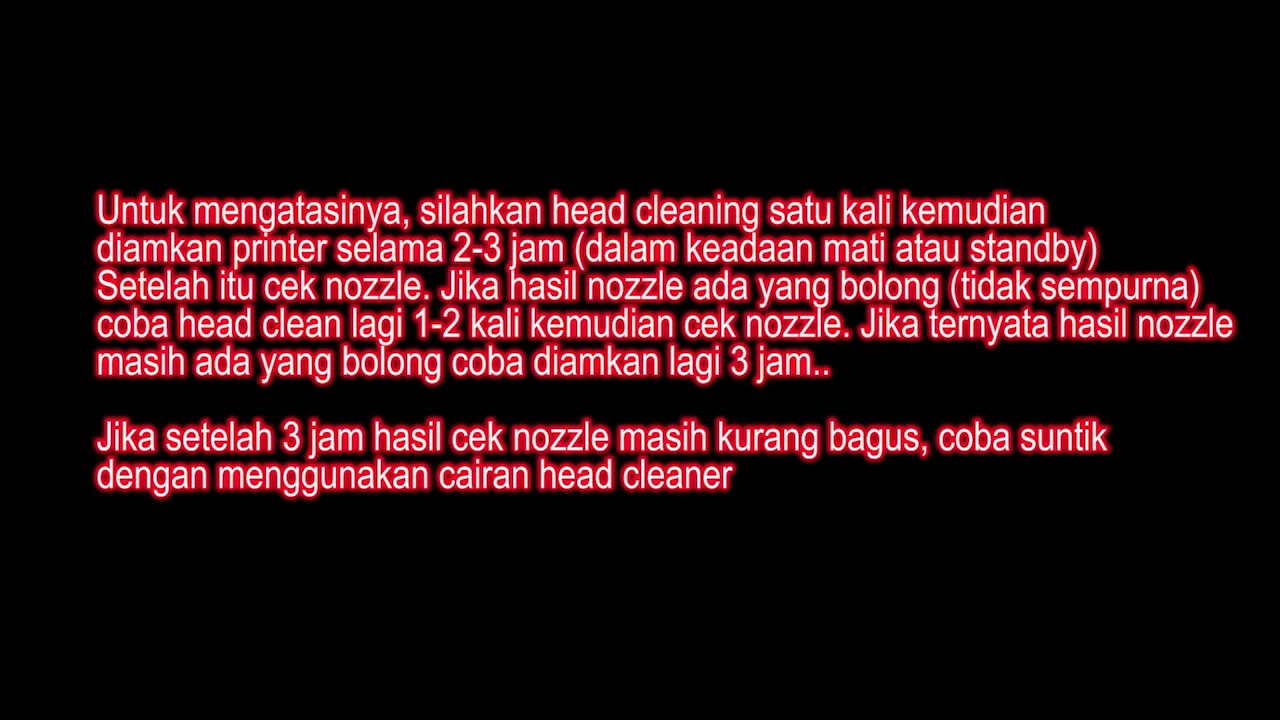 Untuk mengatasinya, silahkan head cleaning satu kali kemudian
diamkan printer selama 2-3 jam (dalam keadaan mati atau standby)
Setelah itu cek nozzle. Jika hasil nozzle ada yang bolong (tidak sempurna)
coba head clean lagi 1-2 kali kemudian cek nozzle. Jika ternyata hasil nozzle
masih ada yang bolong coba diamkan lagi 3 jam..
Jika setelah 3 jam hasil cek nozzle masih kurang bagus, coba suntik
dengan menggunakan cairan head cleaner